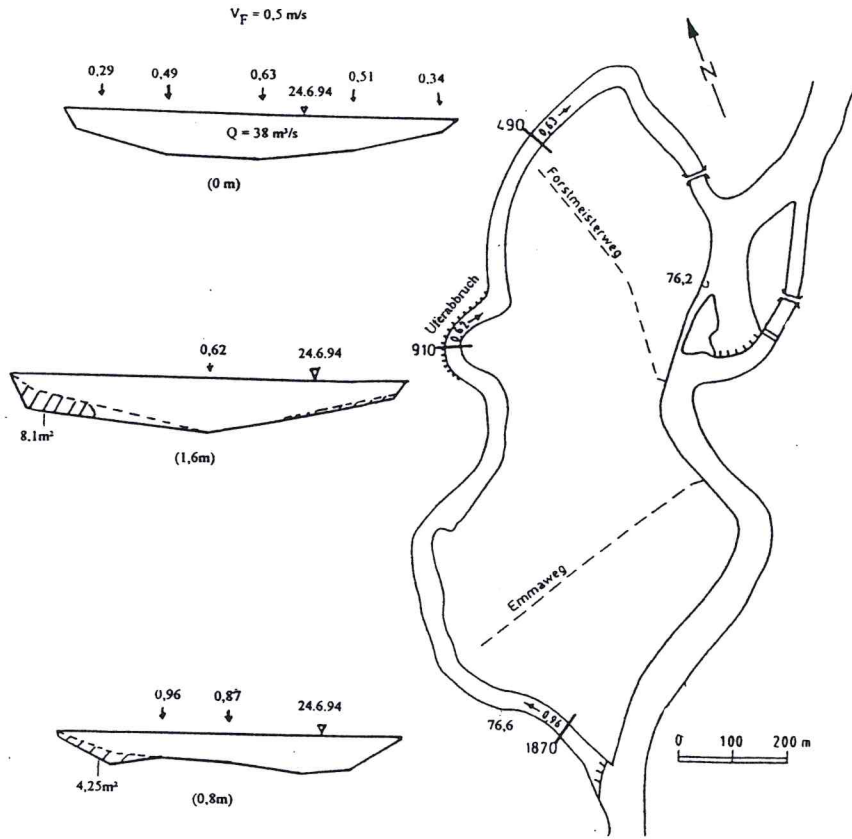 V_F = 0,5 m/s
0,29 0,49 0,63 24.6.94 0,51 0,34
Q = 38 m³/s
(0 m)
0,62 24.6.94
8.1m²
(1,6m)
0,96 0,87 24.6.94
4,25m²
(0,8m)
N
490
0,63
Forstmeisterweg
76,2
Uferabbruch
0,62
910
Emmaweg
76,6
0,96
1870
0 100 200 m